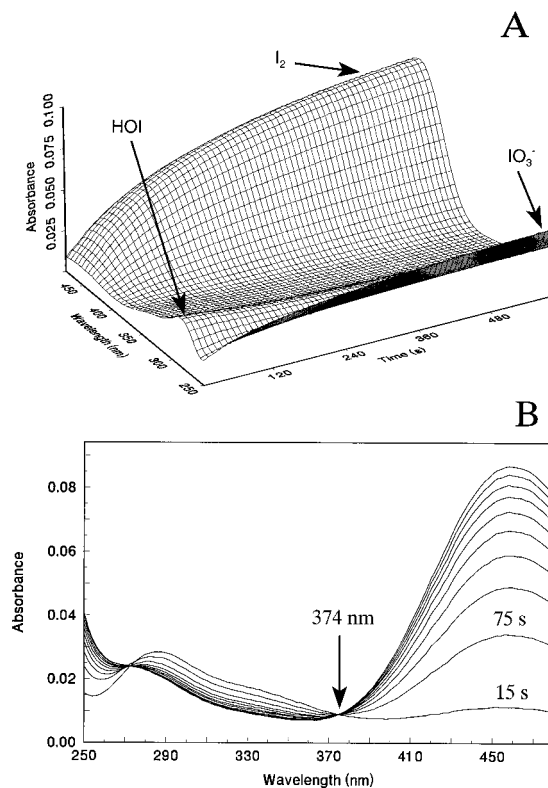 A
I2
HOI
IO3-
Absorbance
0.100
0.075
0.050
0.025
450
400
350
300
250
Wavelength (nm)
120
240
360
480
Time (s)
B
0.08
0.06
0.04
0.02
0.00
Absorbance
374 nm
75 s
15 s
250
290
330
370
410
450
Wavelength (nm)